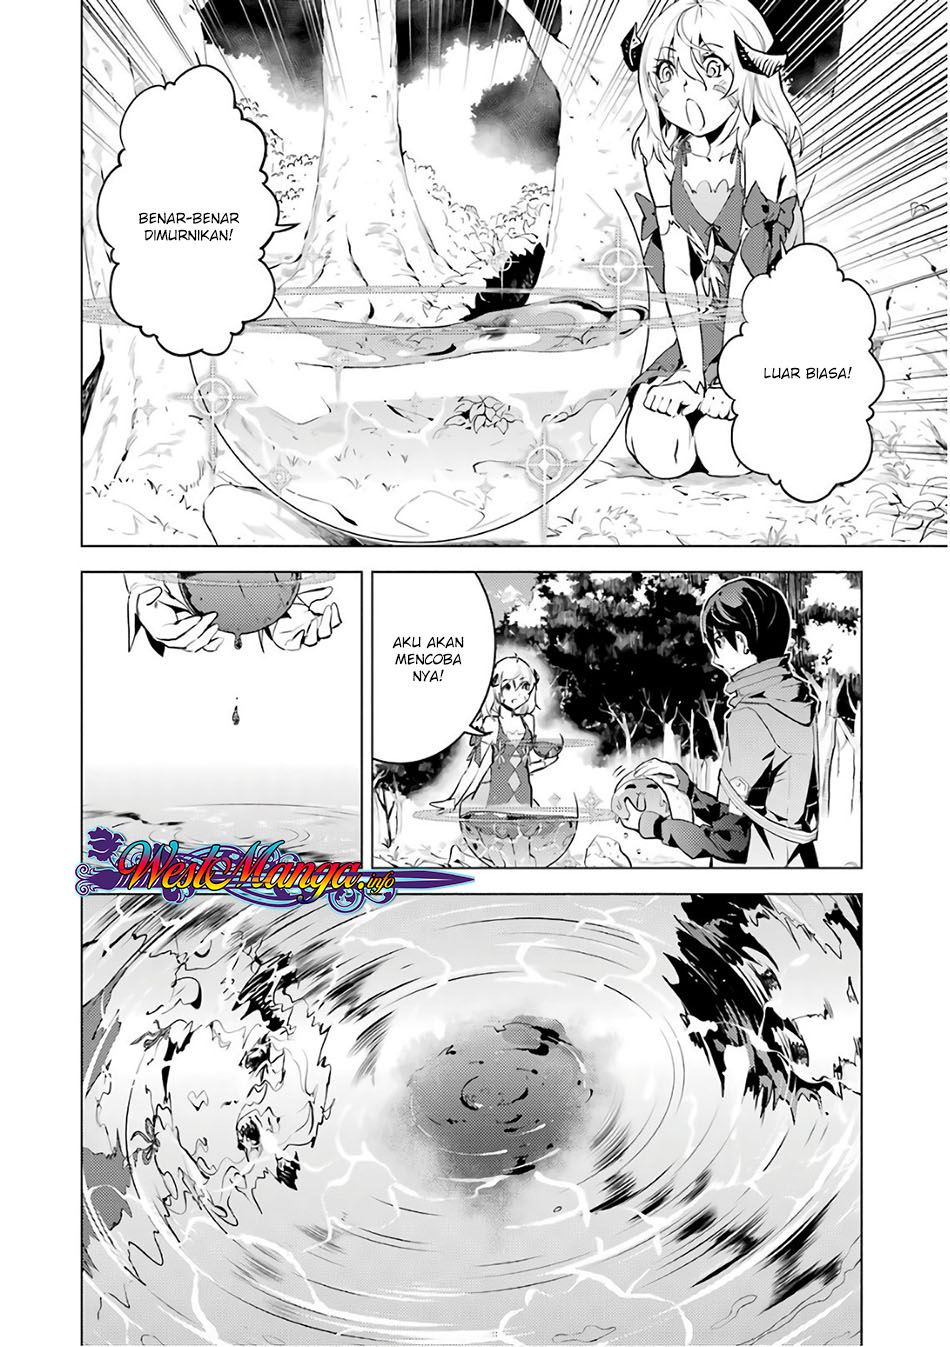 BENAR-BENAR
DIMURNIKAN!
LUAR BIASA!
AKU AKAN
MENCOBA
NYA!
WestManga.info